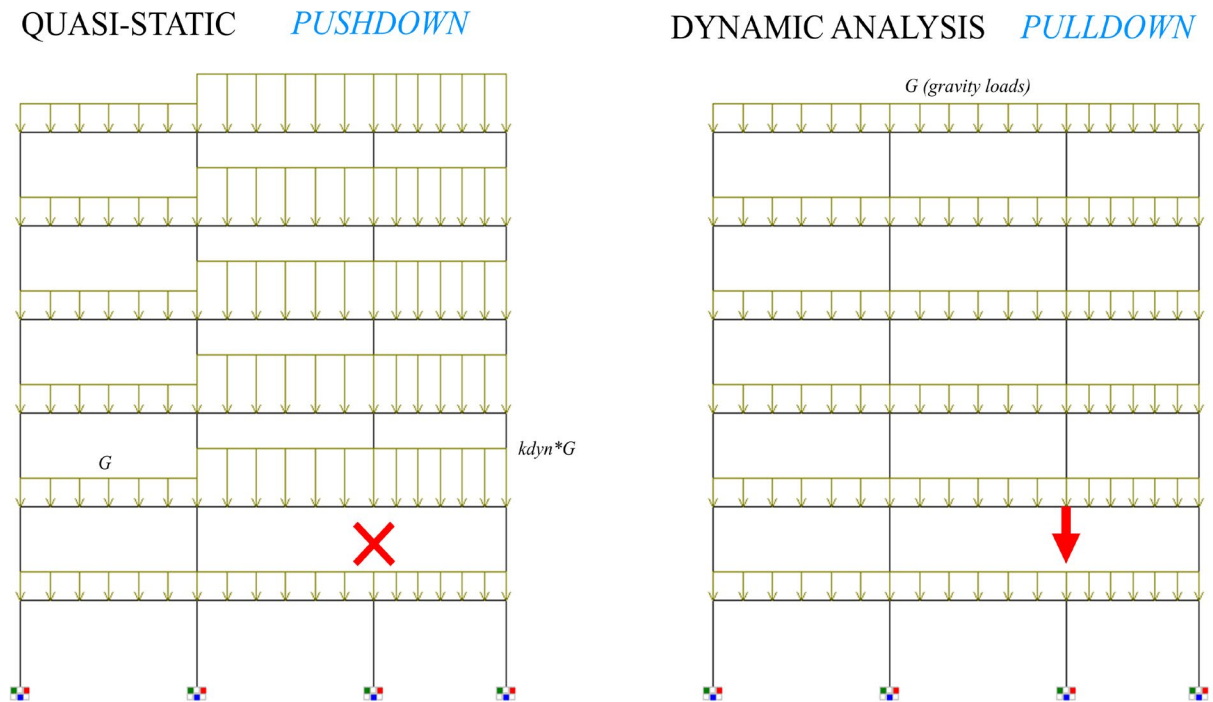 QUASI-STATIC PUSHDOWN
DYNAMIC ANALYSIS PULLDOWN
G (gravity loads)
G
kdyn*G